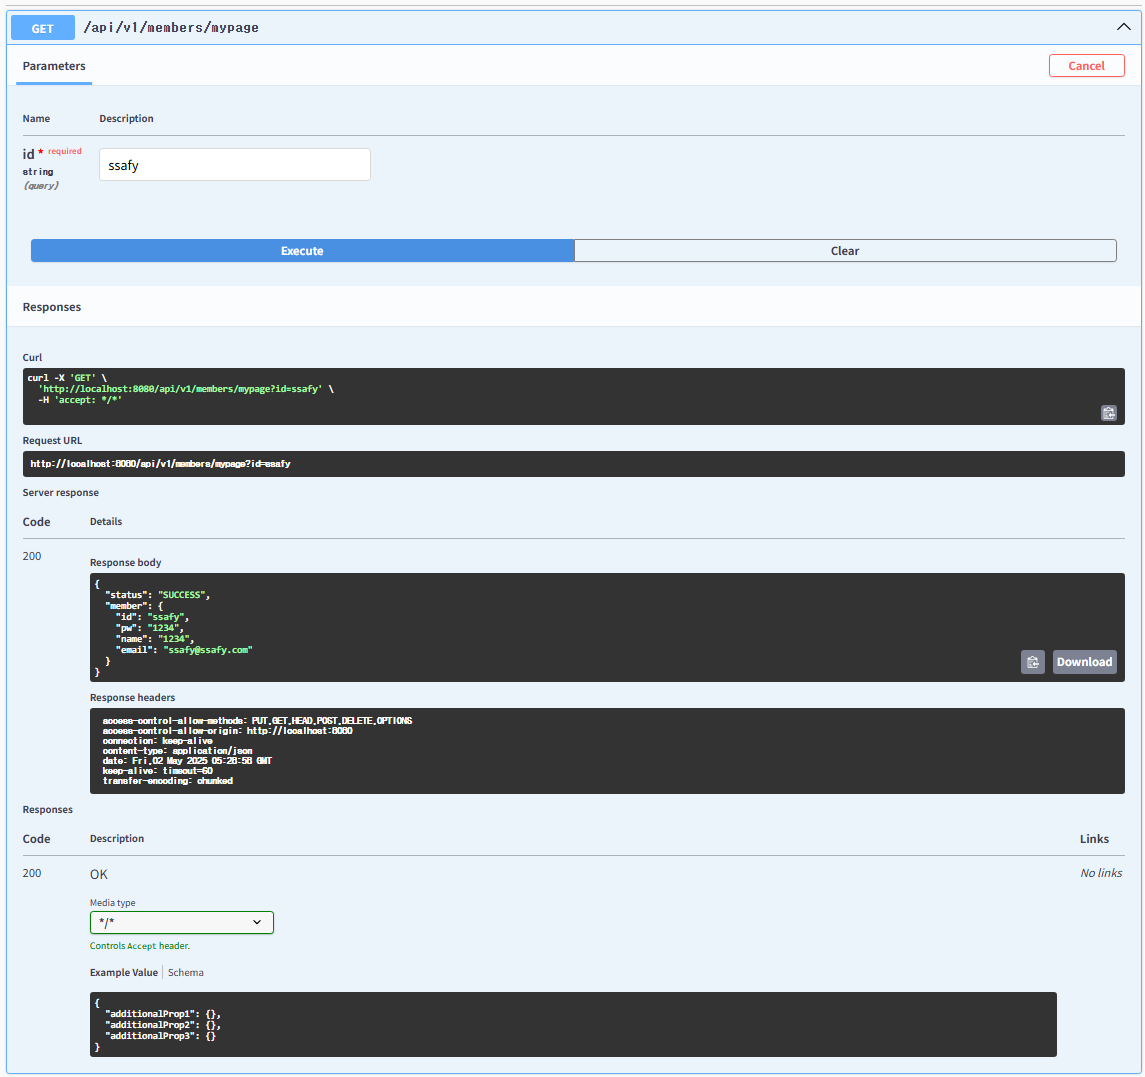 GET /api/v1/members/mypage
Parameters
Cancel
Name Description
id * required
string
(query)
ssafy
Execute Clear
Responses
Curl
curl -X 'GET' \
  'http://localhost:8080/api/v1/members/mypage?id=ssafy' \
  -H 'accept: */*'
Request URL
http://localhost:8080/api/v1/members/mypage?id=ssafy
Server response
Code Details
200
Response body
{
  "status": "SUCCESS",
  "member": {
    "id": "ssafy",
    "pw": "1234",
    "name": "1234",
    "email": "ssafy@ssafy.com"
  }
}
Download
Response headers
access-control-allow-methods: PUT,GET,HEAD,POST,DELETE,OPTIONS
access-control-allow-origin: http://localhost:8080
connection: keep-alive
content-type: application/json
date: Fri,02 May 2025 GMT
keep-alive: timeout=60
transfer-encoding: chunked
Responses
Code Description Links
200 OK No links
Media type
*/*
Controls Accept header.
Example Value Schema
{
  "additionalProp1": {},
  "additionalProp2": {},
  "additionalProp3": {}
}